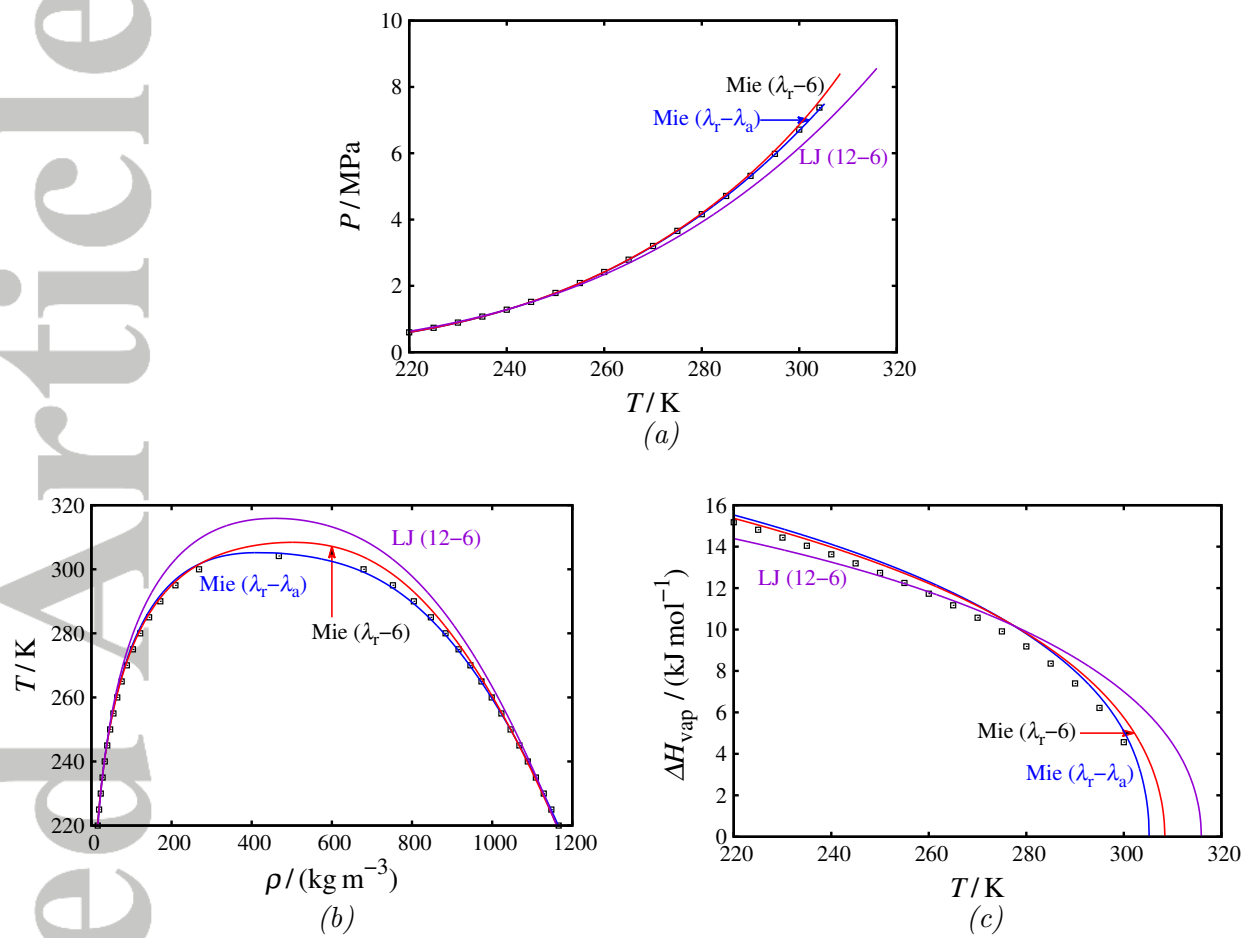 ed Article
10
8
6
4
2
0
P / MPa
Mie (λr−6)
Mie (λr−λa)
LJ (12−6)
220 240 260 280 300 320
T / K
(a)
320
300
280
260
240
220
T / K
LJ (12−6)
Mie (λr−λa)
Mie (λr−6)
0 200 400 600 800 1000 1200
ρ / (kg m−3)
(b)
16
14
12
10
8
6
4
2
0
ΔHvap / (kJ mol−1)
LJ (12−6)
Mie (λr−6)
Mie (λr−λa)
220 240 260 280 300 320
T / K
(c)